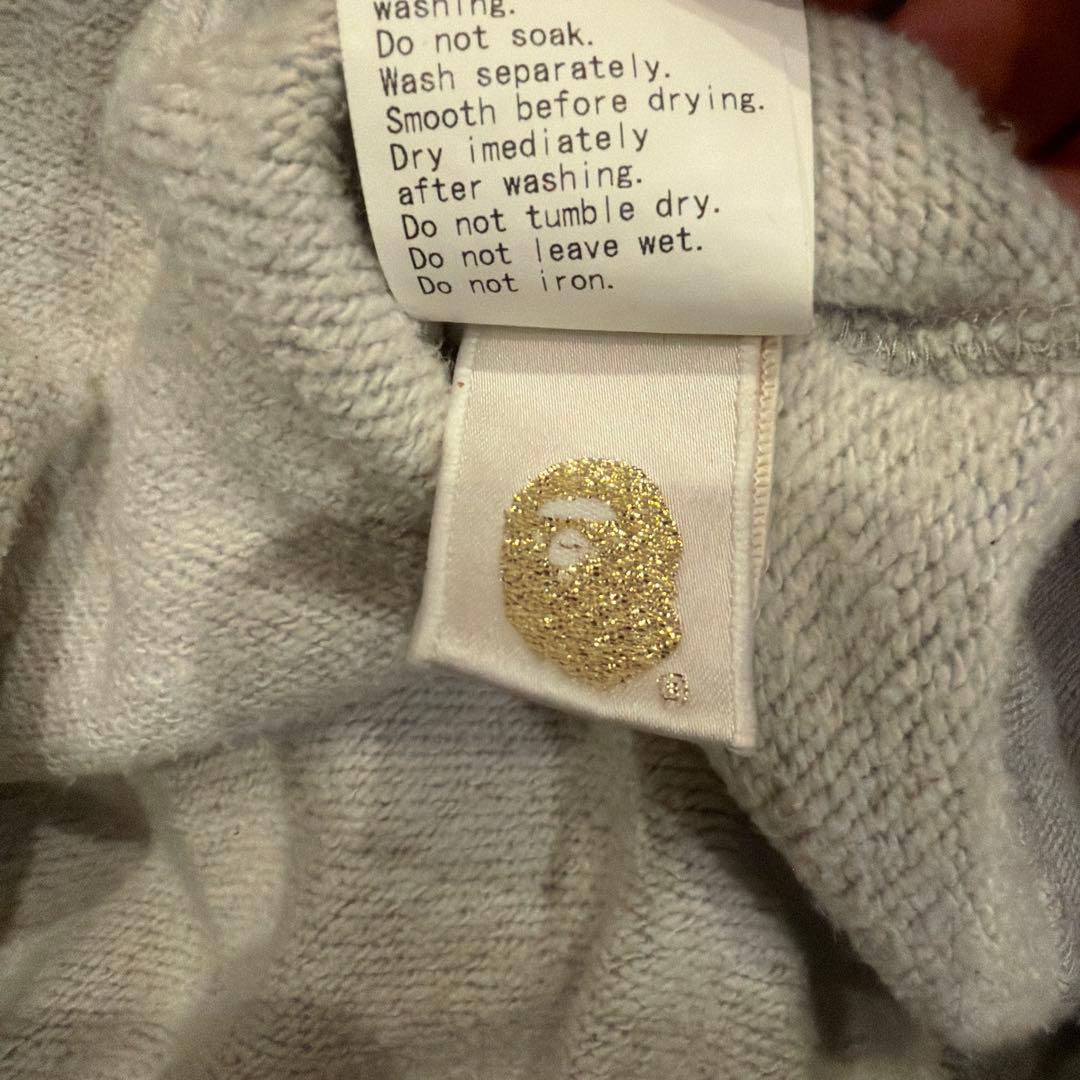 washing.
Do not soak.
Wash separately.
Smooth before drying.
Dry imediately
after washing.
Do not tumble dry.
Do not leave wet.
Do not iron.
®